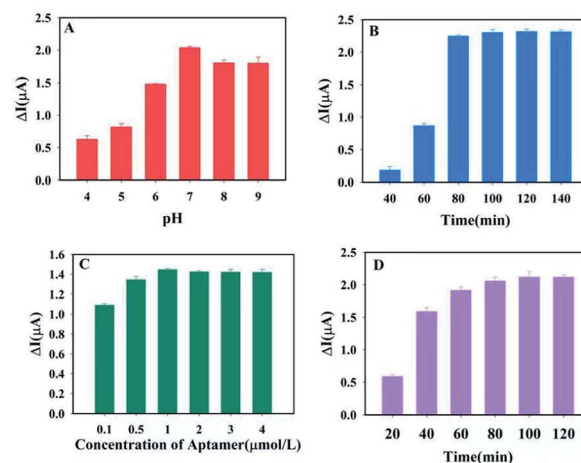 A
ΔI(μA)
2.5
2.0
1.5
1.0
0.5
0.0
4 5 6 7 8 9
pH
B
ΔI(μA)
2.5
2.0
1.5
1.0
0.5
0.0
40 60 80 100 120 140
Time(min)
C
ΔI(μA)
1.6
1.4
1.2
1.0
0.8
0.6
0.4
0.2
0.0
0.1 0.5 1 2 3 4
Concentration of Aptamer(μmol/L)
D
ΔI(μA)
2.5
2.0
1.5
1.0
0.5
0.0
20 40 60 80 100 120
Time(min)